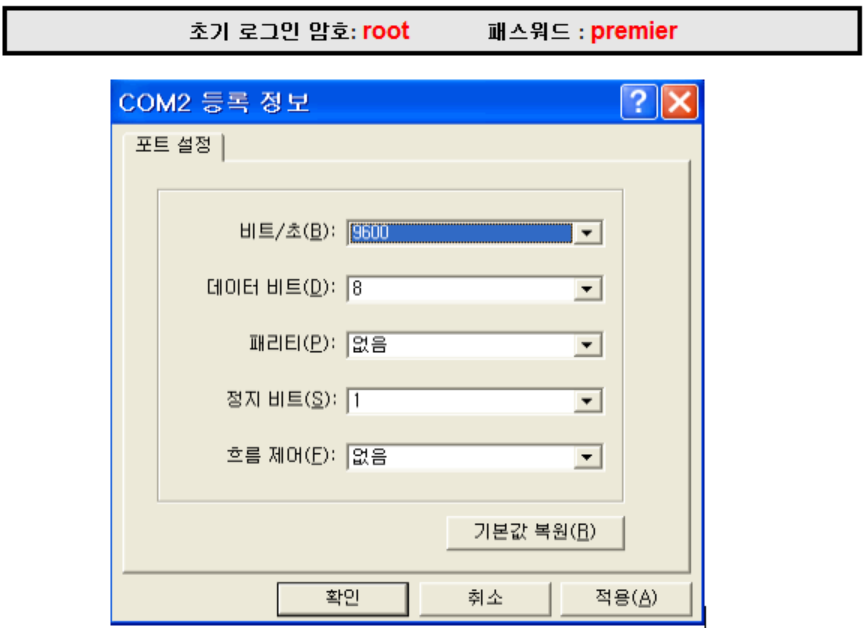 초기 로그인 암호: root 패스워드 : premier
COM2 등록 정보
포트 설정
비트/초(B): 9600
데이터 비트(D): 8
패리티(P): 없음
정지 비트(S): 1
흐름 제어(F): 없음
기본값 복원(R)
확인 취소 적용(A)